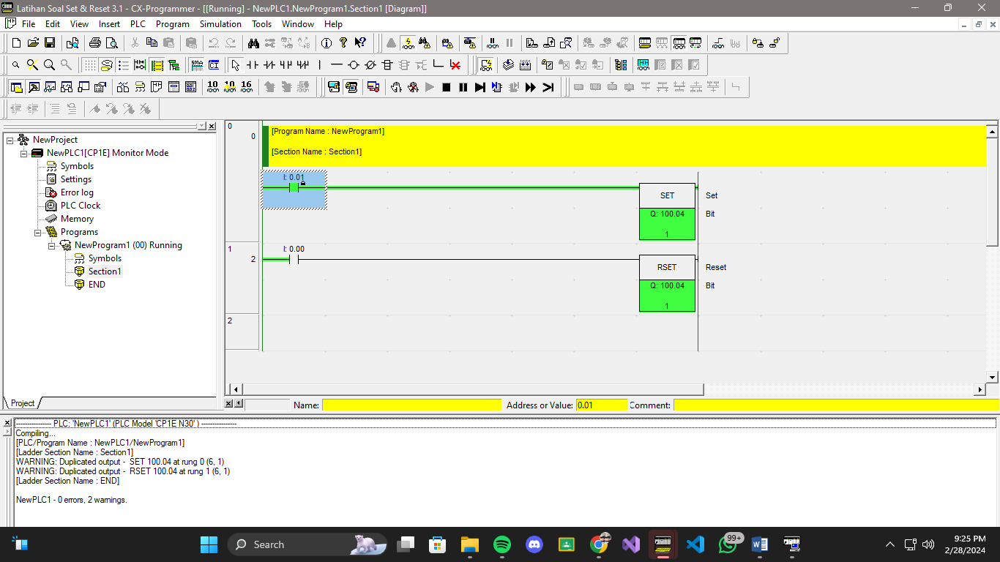 Latihan Soal Set & Reset 3.1 - CX-Programmer - [[Running] - NewPLC1.NewProgram1.Section1 [Diagram]]
File Edit View Insert PLC Program Simulation Tools Window Help
SMA CI
10 10 16
NewProject
NewPLC1[CP1E] Monitor Mode
Symbols
Settings
Error log
PLC Clock
Memory
Programs
NewProgram1 (00) Running
Symbols
Section1
END
Project
0
0
[Program Name : NewProgram1]
[Section Name : Section1]
I: 0.01
SET
Set
Q: 100.04
Bit
1
1
2
I: 0.00
RSET
Reset
Q: 100.04
Bit
1
2
Name: Address or Value: 0.01 Comment:
---------------- PLC: 'NewPLC1' (PLC Model 'CP1E N30' ) ----------------
Compiling...
[PLC/Program Name : NewPLC1/NewProgram1]
[Ladder Section Name : Section1]
WARNING: Duplicated output - SET 100.04 at rung 0 (6, 1)
WARNING: Duplicated output - RSET 100.04 at rung 1 (6, 1)
[Ladder Section Name : END]
NewPLC1 - 0 errors, 2 warnings.
Search
99+
9:25 PM
2/28/2024